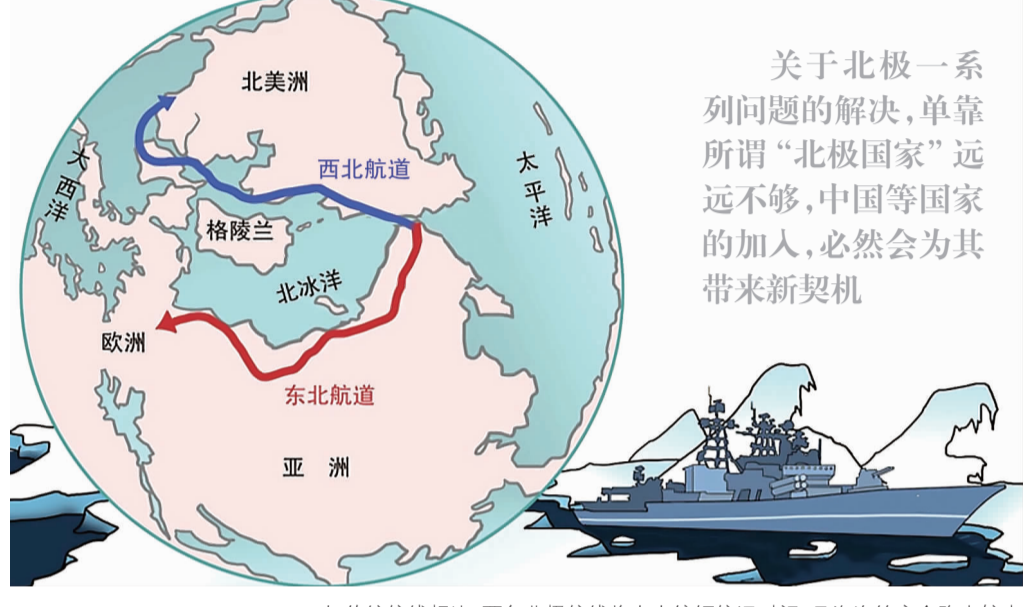 北美洲
大西洋
西北航道
太平洋
格陵兰
北冰洋
欧洲
东北航道
亚洲
关于北极一系
列问题的解决,单靠
所谓“北极国家”远
远不够,中国等国家
的加入,必然会为其
带来新契机